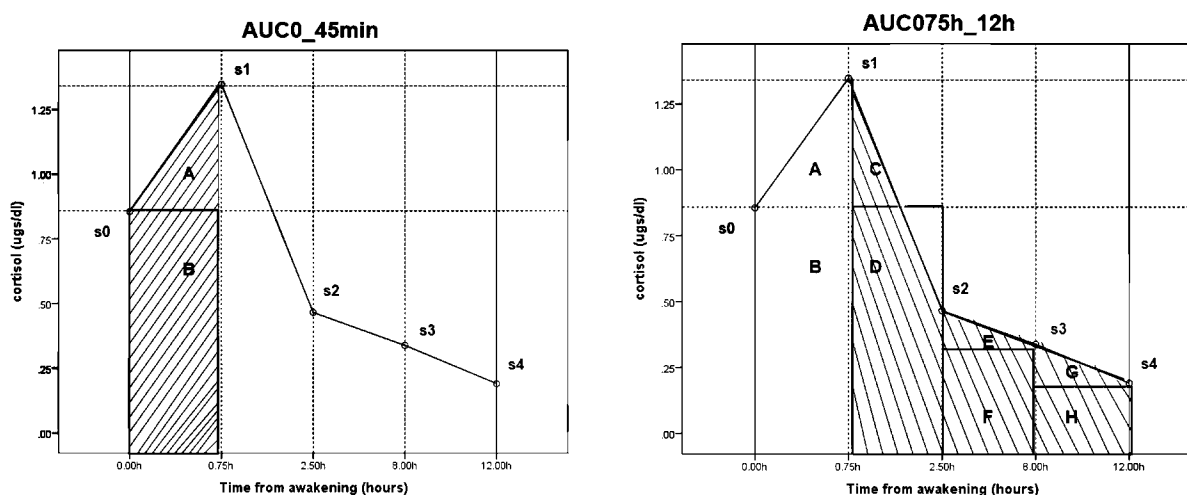 AUC0_45min
s1
1.25
A
1.00
s0
.75
B
cortisol (ugs/dl)
s2
.50
s3
s4
.25
.00
0.00h 0.75h 2.50h 8.00h 12.00h
Time from awakening (hours)
AUC075h_12h
s1
1.25
A C
1.00
s0
.75
B D
cortisol (ugs/dl)
s2
.50
s3
E
s4
G
.25
F H
.00
0.00h 0.75h 2.50h 8.00h 12.00h
Time from awakening (hours)